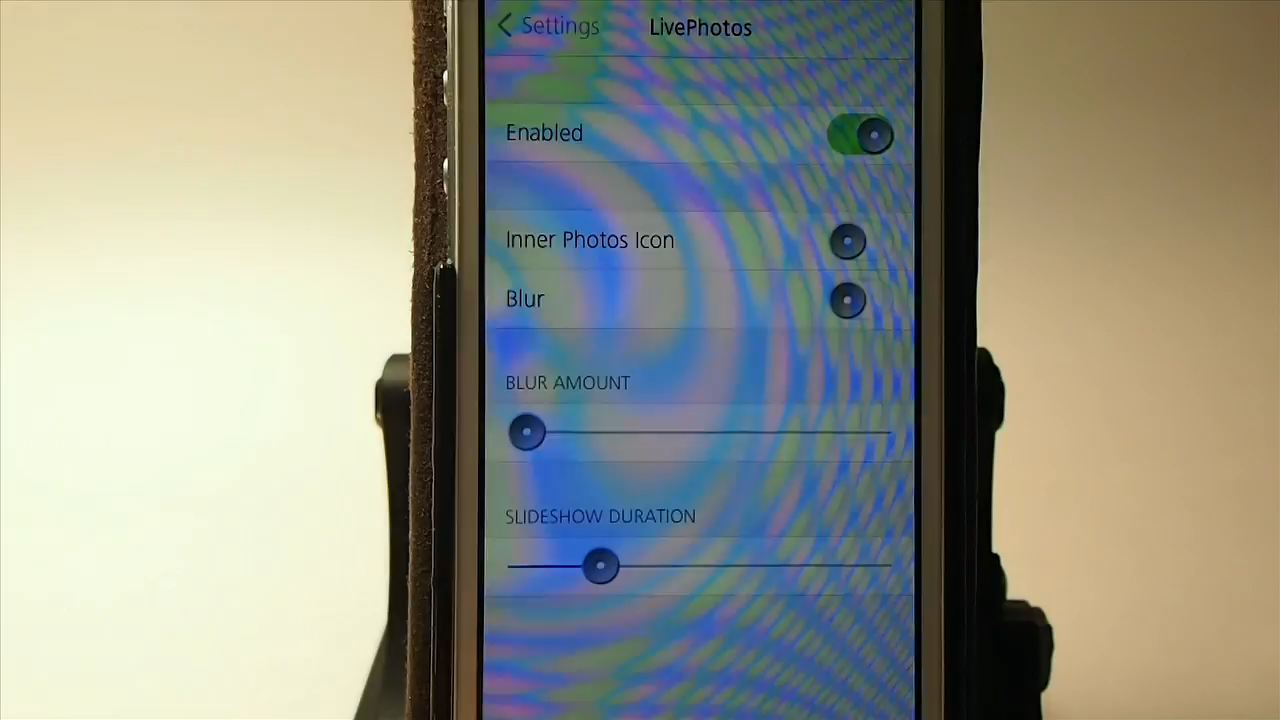 Settings
LivePhotos
Enabled
Inner Photos Icon
Blur
BLUR AMOUNT
SLIDESHOW DURATION